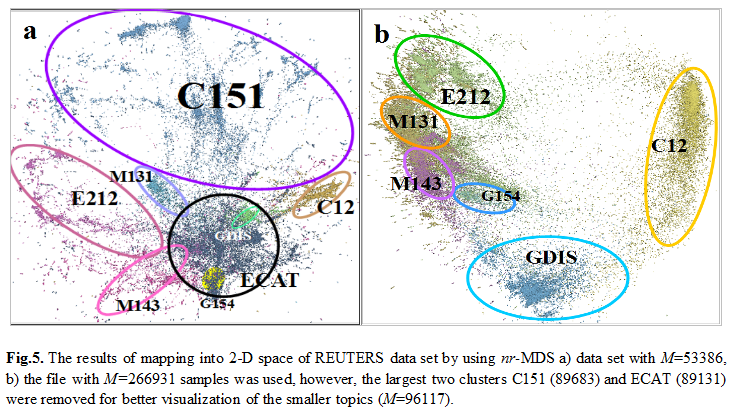 a
C151
M131
E212
C12
GDIS
ECAT
M143
G154
b
E212
M131
C12
M143
G154
GDIS
Fig.5. The results of mapping into 2-D space of REUTERS data set by using nr-MDS a) data set with M=53386,
b) the file with M=266931 samples was used, however, the largest two clusters C151 (89683) and ECAT (89131)
were removed for better visualization of the smaller topics (M=96117).